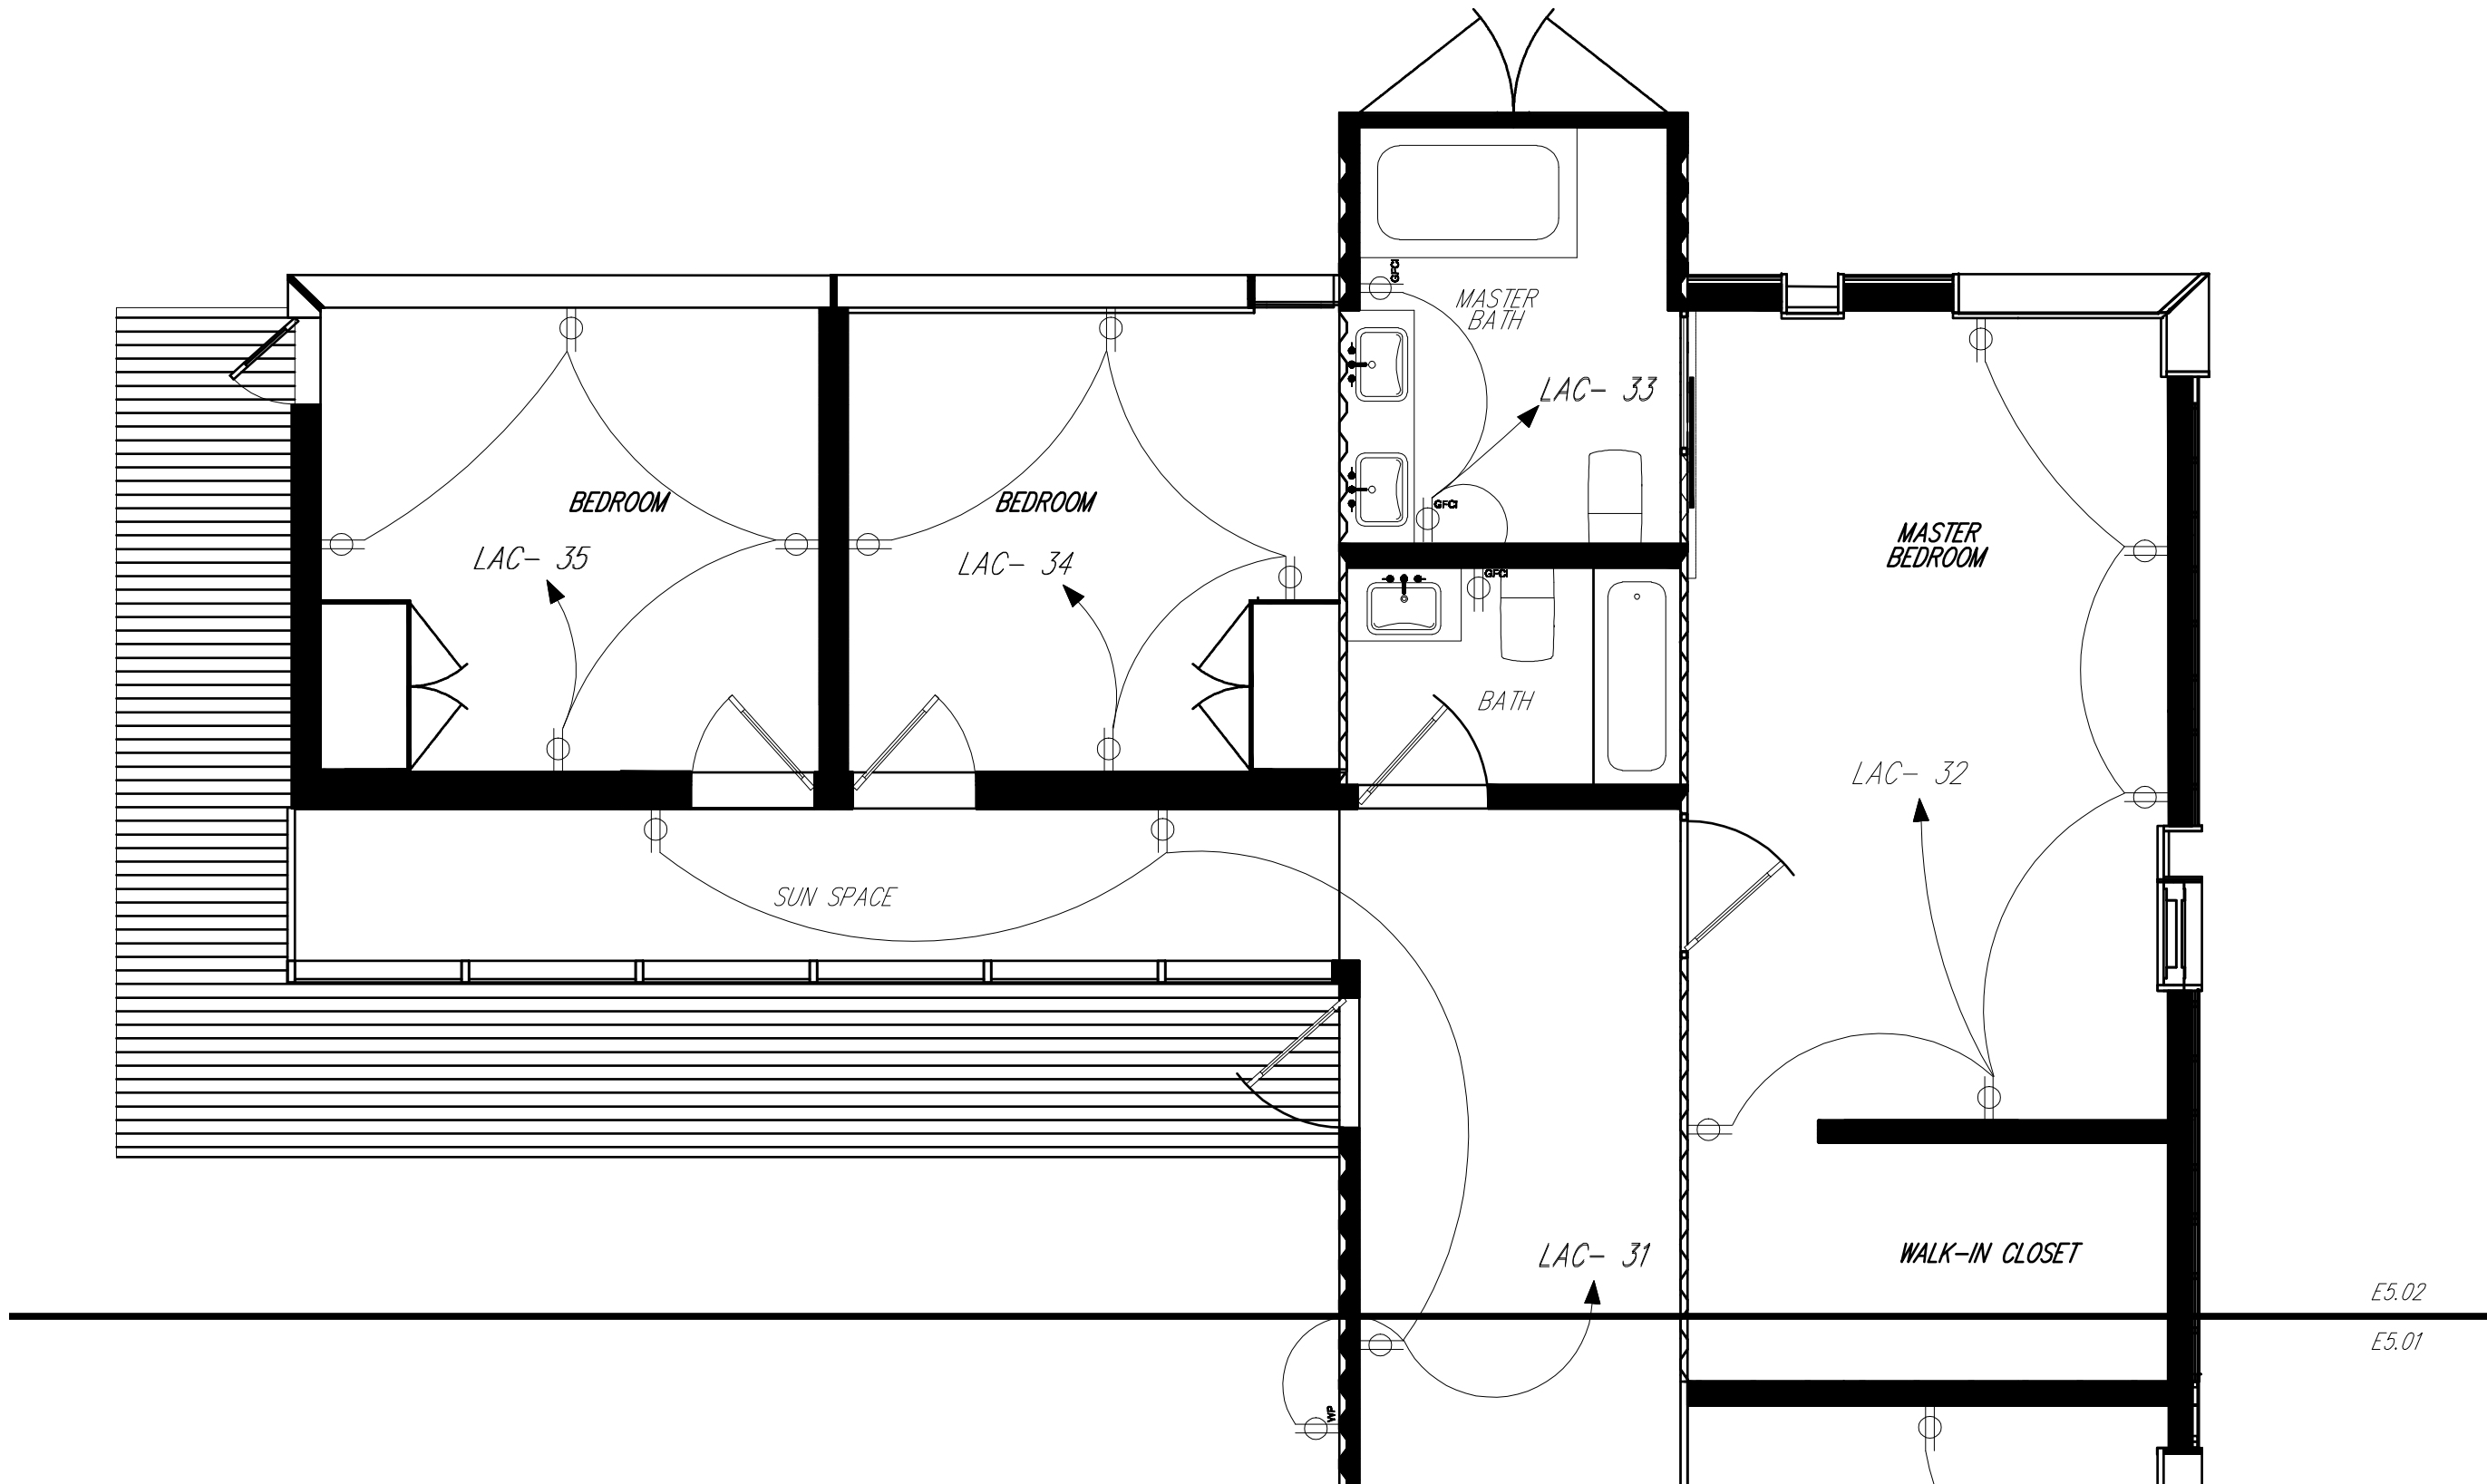 GFCI
MASTER
BATH
LAC- 33
BEDROOM
BEDROOM
GFCI
MASTER
BEDROOM
LAC- 35
LAC- 34
GFCI
BATH
LAC- 32
SUN SPACE
LAC- 31
WALK-IN CLOSET
E5.02
E5.01
WP